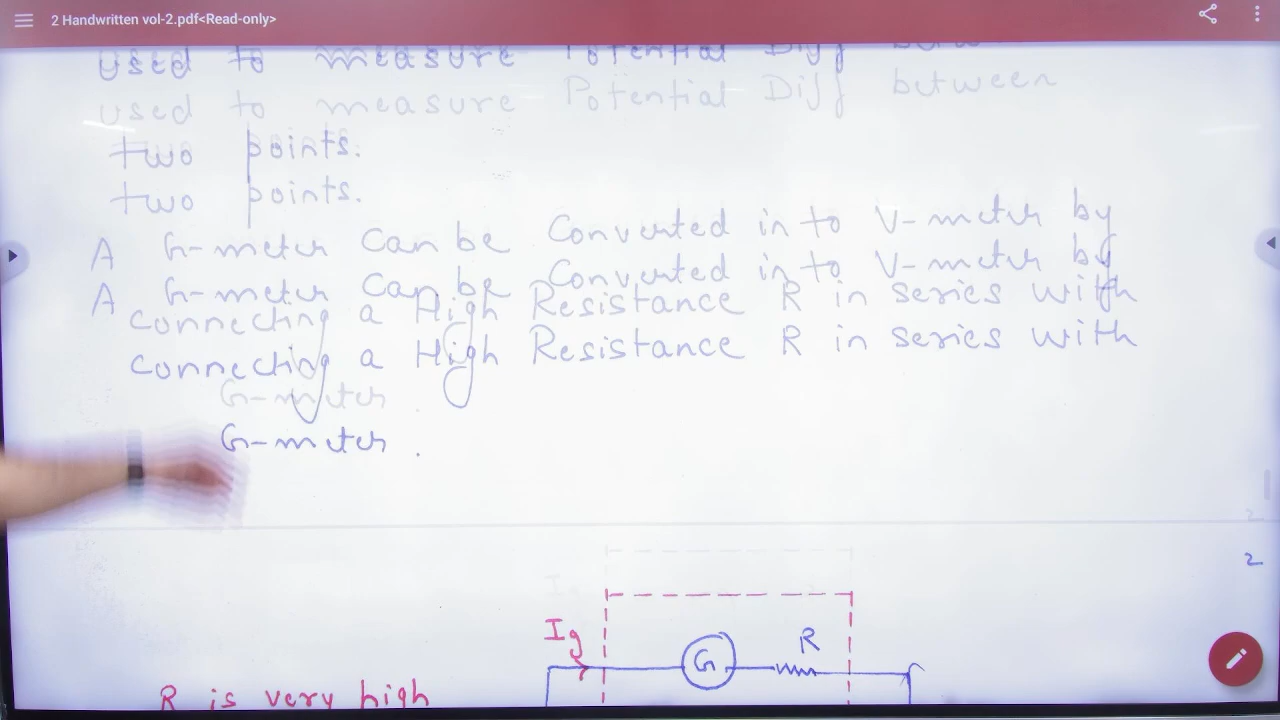 2 Handwritten vol-2.pdf<Read-only>
used to measure Potential Diff between
two points.
A G-meter Can be Converted in to V-meter by
connecting a High Resistance R in series with
G-meter.
2
Ig
G
R
R is very high